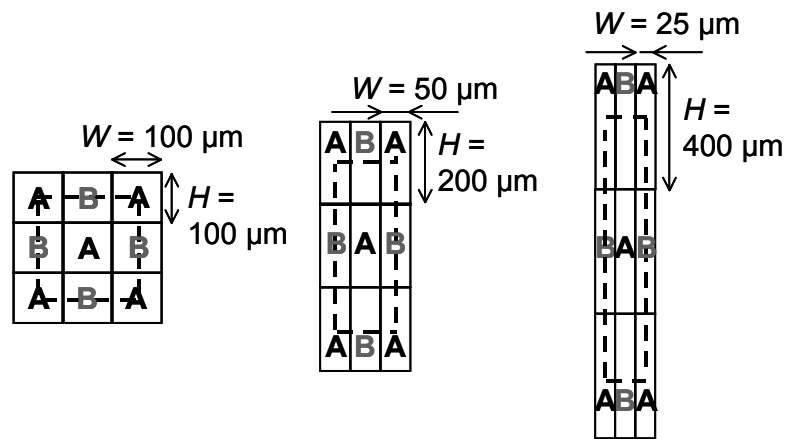 W = 100 µm
H =
100 µm
A B A
B A B
A B A
W = 50 µm
H =
200 µm
A B A
B A B
A B A
W = 25 µm
H =
400 µm
A B A
B A B
A B A